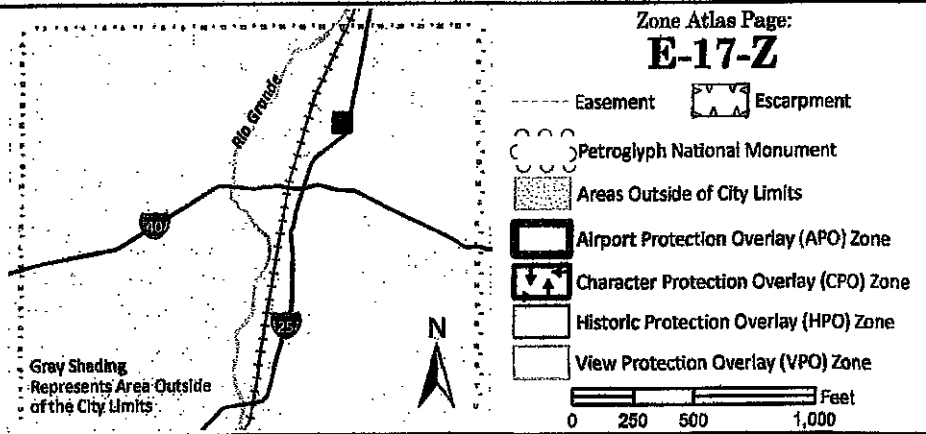 Zone Atlas Page:
E-17-Z
Easement
Escarpment
Petroglyph National Monument
Areas Outside of City Limits
Airport Protection Overlay (APO) Zone
Character Protection Overlay (CPO) Zone
Historic Protection Overlay (HPO) Zone
View Protection Overlay (VPO) Zone
Feet
0 250 500 1,000
Rio Grande
40
25
N
Gray Shading
Represents Area Outside
of the City Limits